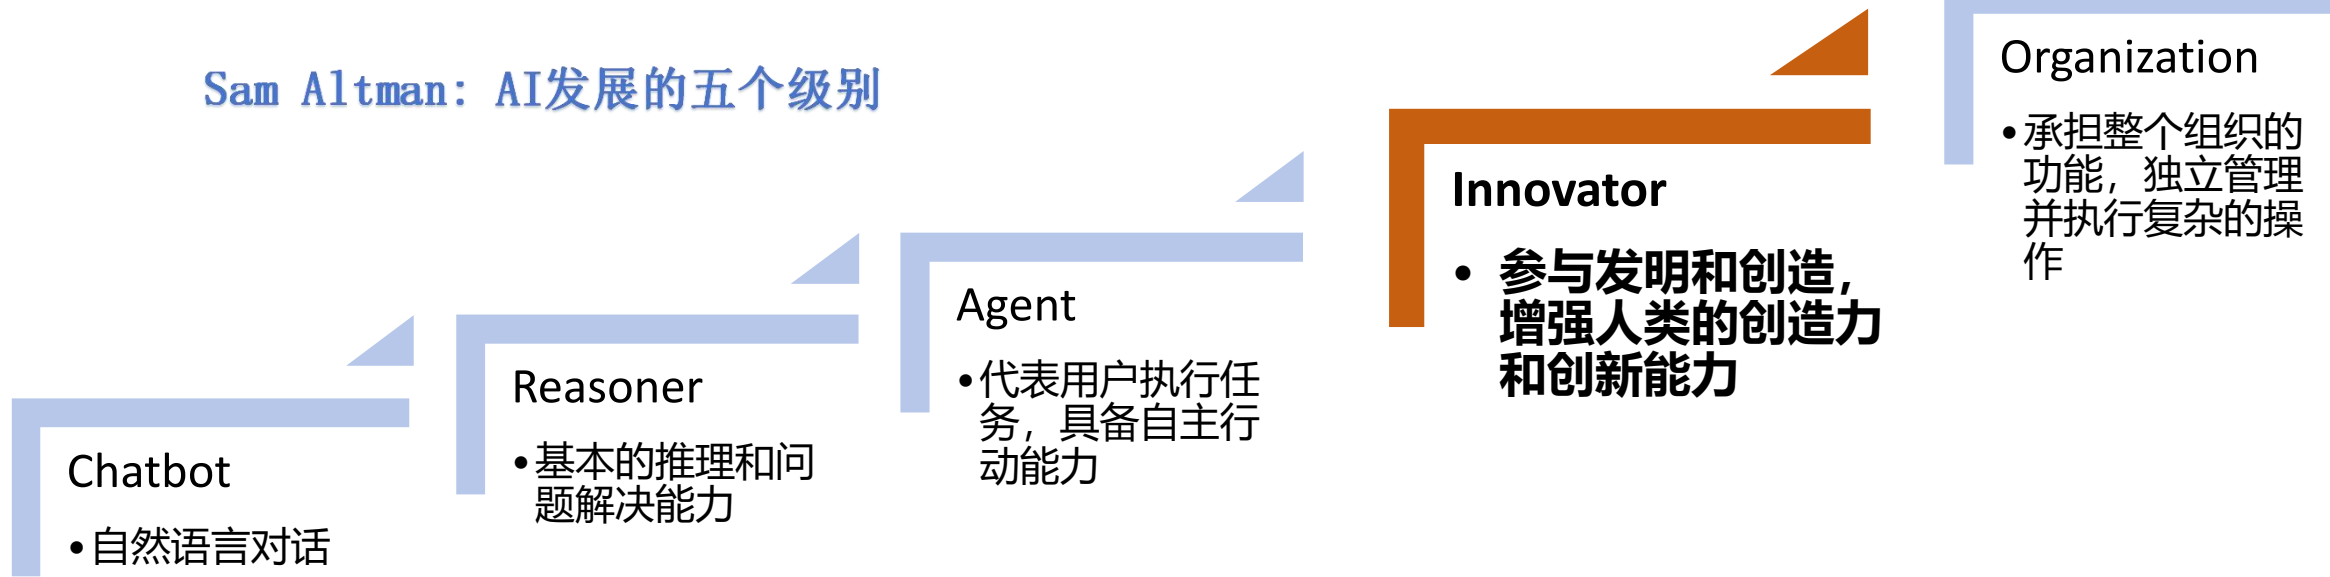 Sam Altman: AI发展的五个级别
Chatbot
•自然语言对话
Reasoner
•基本的推理和问
题解决能力
Agent
•代表用户执行任
务，具备自主行
动能力
Innovator
• 参与发明和创造，
增强人类的创造力
和创新能力
Organization
•承担整个组织的
功能，独立管理
并执行复杂的操
作